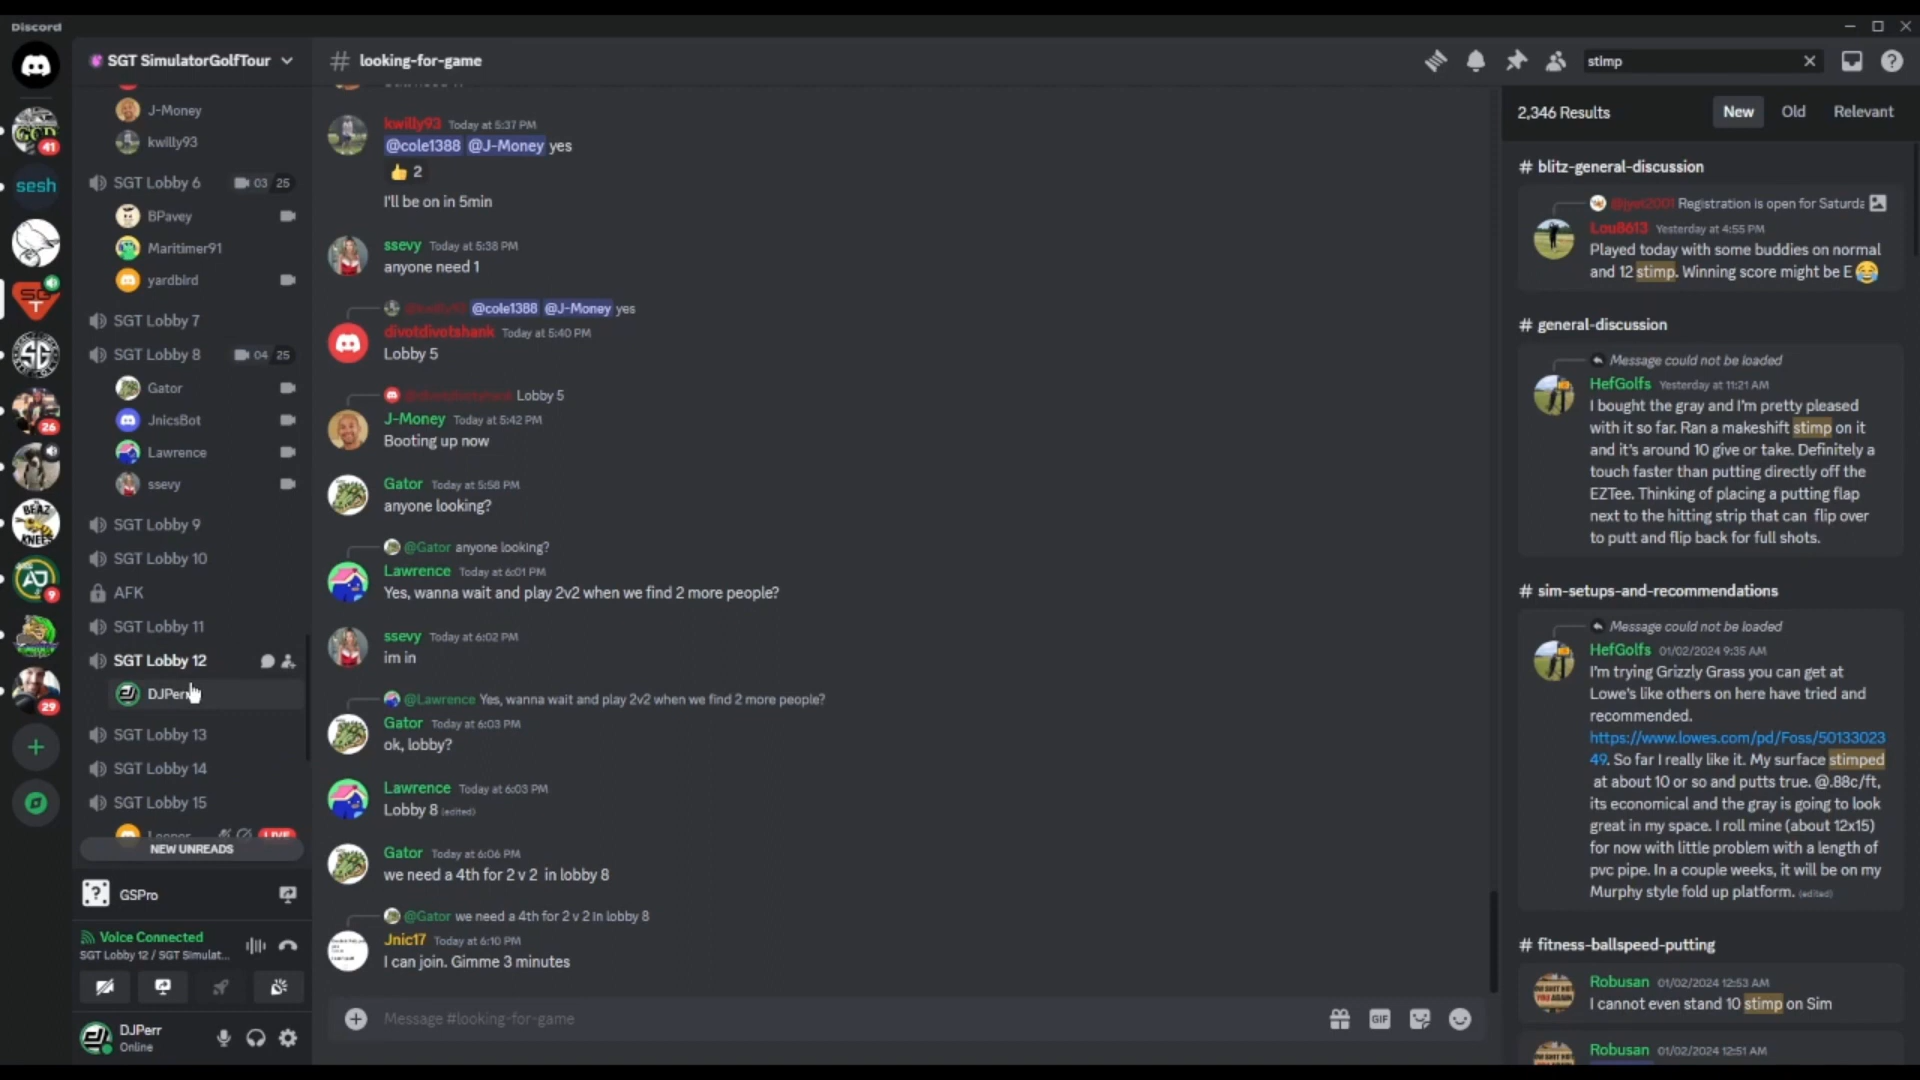 Discord
SGT SimulatorGolfTour
J-Money
kwilly93
SGT Lobby 6 03 25
BPavey
Maritimer91
yardbird
SGT Lobby 7
SGT Lobby 8 04 25
Gator
JnicsBot
Lawrence
ssevy
SGT Lobby 9
SGT Lobby 10
AFK
SGT Lobby 11
SGT Lobby 12
DJPerr
SGT Lobby 13
SGT Lobby 14
SGT Lobby 15
Looper LIVE
NEW UNREADS
GSPro
Voice Connected
SGT Lobby 12 / SGT Simulat...
DJPerr
Online
41
sesh
SGT
SG
26
BEAZ
KNEES
AJ
9
29
looking-for-game
kwilly93 Today at 5:37 PM
@cole1388 @J-Money yes
2
I'll be on in 5min
ssevy Today at 5:38 PM
anyone need 1
@kwilly93 @cole1388 @J-Money yes
divotdivotshank Today at 5:40 PM
Lobby 5
@divotdivotshank Lobby 5
J-Money Today at 5:42 PM
Booting up now
Gator Today at 5:58 PM
anyone looking?
@Gator anyone looking?
Lawrence Today at 6:01 PM
Yes, wanna wait and play 2v2 when we find 2 more people?
ssevy Today at 6:02 PM
im in
@Lawrence Yes, wanna wait and play 2v2 when we find 2 more people?
Gator Today at 6:03 PM
ok, lobby?
Lawrence Today at 6:03 PM
Lobby 8 (edited)
Gator Today at 6:06 PM
we need a 4th for 2 v 2 in lobby 8
@Gator we need a 4th for 2 v 2 in lobby 8
Jnic17 Today at 6:10 PM
I can join. Gimme 3 minutes
Message #looking-for-game
GIF
stimp
2,346 Results New Old Relevant
# blitz-general-discussion
@jyot2001 Registration is open for Saturda
Lou8613 Yesterday at 4:55 PM
Played today with some buddies on normal
and 12 stimp. Winning score might be E 😂
# general-discussion
Message could not be loaded
HefGolfs Yesterday at 11:21 AM
I bought the gray and I'm pretty pleased
with it so far. Ran a makeshift stimp on it
and it's around 10 give or take. Definitely a
touch faster than putting directly off the
EZTee. Thinking of placing a putting flap
next to the hitting strip that can flip over
to putt and flip back for full shots.
# sim-setups-and-recommendations
Message could not be loaded
HefGolfs 01/02/2024 9:35 AM
I'm trying Grizzly Grass you can get at
Lowe's like others on here have tried and
recommended.
https://www.lowes.com/pd/Foss/50133023
49. So far I really like it. My surface stimped
at about 10 or so and putts true. @.88c/ft,
its economical and the gray is going to look
great in my space. I roll mine (about 12x15)
for now with little problem with a length of
pvc pipe. In a couple weeks, it will be on my
Murphy style fold up platform. (edited)
# fitness-ballspeed-putting
Robusan 01/02/2024 12:53 AM
I cannot even stand 10 stimp on Sim
Robusan 01/02/2024 12:51 AM